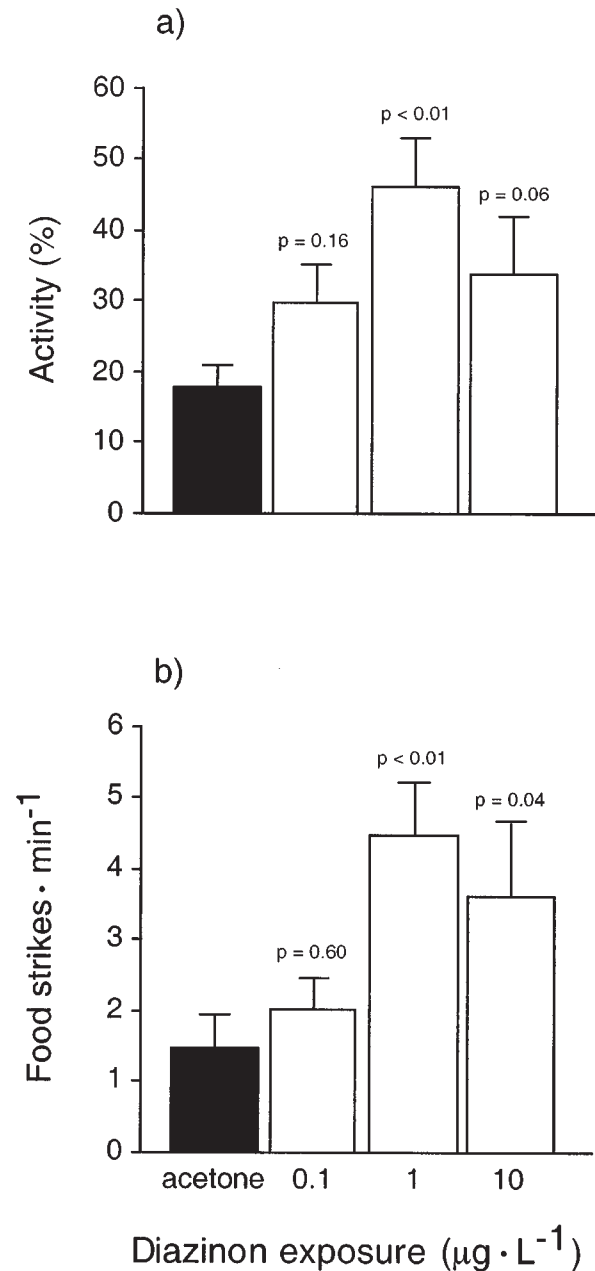 a)
60
50
40
30
20
10
0
Activity (%)
p = 0.16
p < 0.01
p = 0.06
b)
6
5
4
3
2
1
0
Food strikes · min⁻¹
p = 0.60
p < 0.01
p = 0.04
acetone 0.1 1 10
Diazinon exposure (μg · L⁻¹)